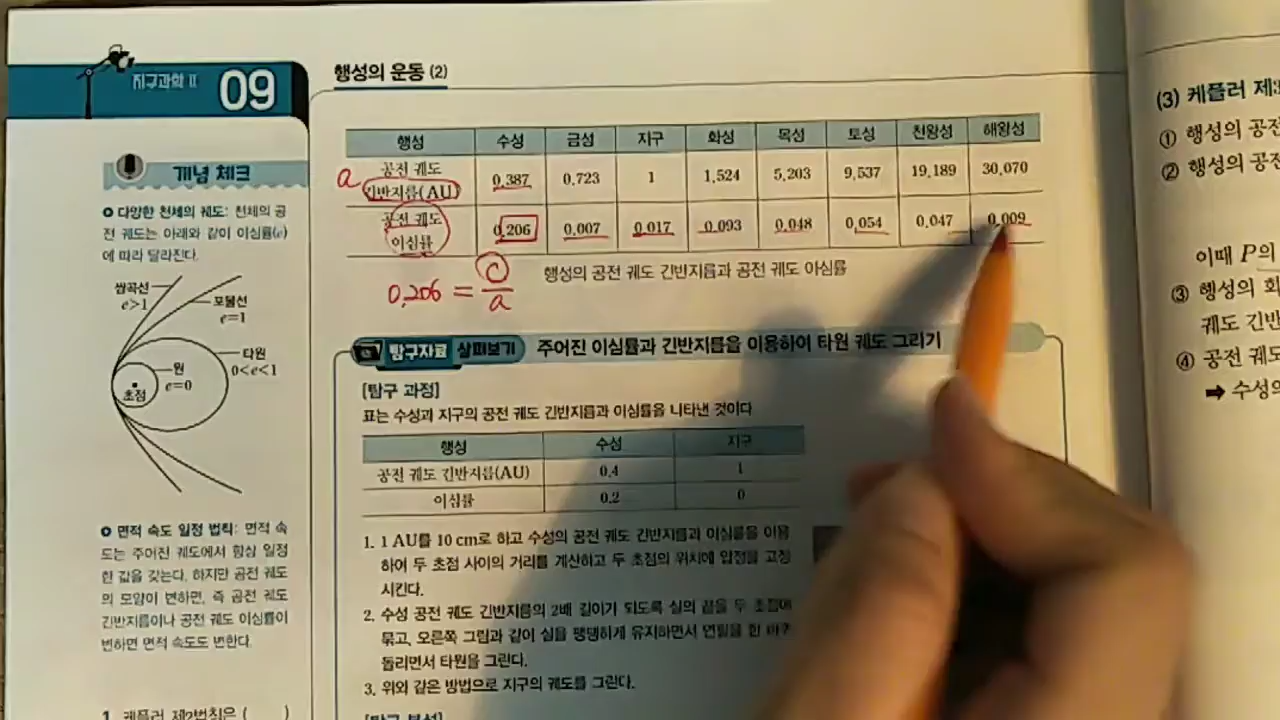 지구과학 II 09
행성의 운동 (2)
개념 체크
다양한 천체의 궤도: 천체의 공
전 궤도는 아래와 같이 이심률(e)
에 따라 달라진다.
쌍곡선
e>1
포물선
e=1
타원
0<e<1
원
e=0
초점
면적 속도 일정 법칙: 면적 속
도는 주어진 궤도에서 항상 일정
한 값을 갖는다. 하지만 공전 궤도
의 모양이 변하면, 즉 공전 궤도
긴반지름이나 공전 궤도 이심률이
변하면 면적 속도도 변한다.
1. 케플러 제2법칙은 ( )
행성 수성 금성 지구 화성 목성 토성 천왕성 해왕성
a 공전 궤도
긴반지름(AU) 0.387 0.723 1 1.524 5.203 9.537 19.189 30.070
공전 궤도
이심률 0.206 0.007 0.017 0.093 0.048 0.054 0.047 0.009
0.206 = c/a
행성의 공전 궤도 긴반지름과 공전 궤도 이심률
탐구자료 살펴보기 주어진 이심률과 긴반지름을 이용하여 타원 궤도 그리기
[탐구 과정]
표는 수성과 지구의 공전 궤도 긴반지름과 이심률을 나타낸 것이다
행성 수성 지구
공전 궤도 긴반지름(AU) 0.4 1
이심률 0.2 0
1. 1 AU를 10 cm로 하고 수성의 공전 궤도 긴반지름과 이심률을 이용
하여 두 초점 사이의 거리를 계산하고 두 초점의 위치에 압정을 고정
시킨다.
2. 수성 공전 궤도 긴반지름의 2배 길이가 되도록 실의 끝을 두 초점에
묶고, 오른쪽 그림과 같이 실을 팽팽하게 유지하면서 연필을 한 바퀴
돌리면서 타원을 그린다.
3. 위와 같은 방법으로 지구의 궤도를 그린다.
[탐구 분석]
(3) 케플러 제3
① 행성의 공전
② 행성의 공전
이때 P의
③ 행성의 회
궤도 긴반
④ 공전 궤도
➡ 수성의